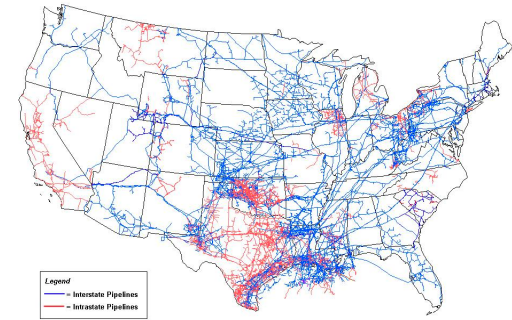 Legend
= Interstate Pipelines
= Intrastate Pipelines